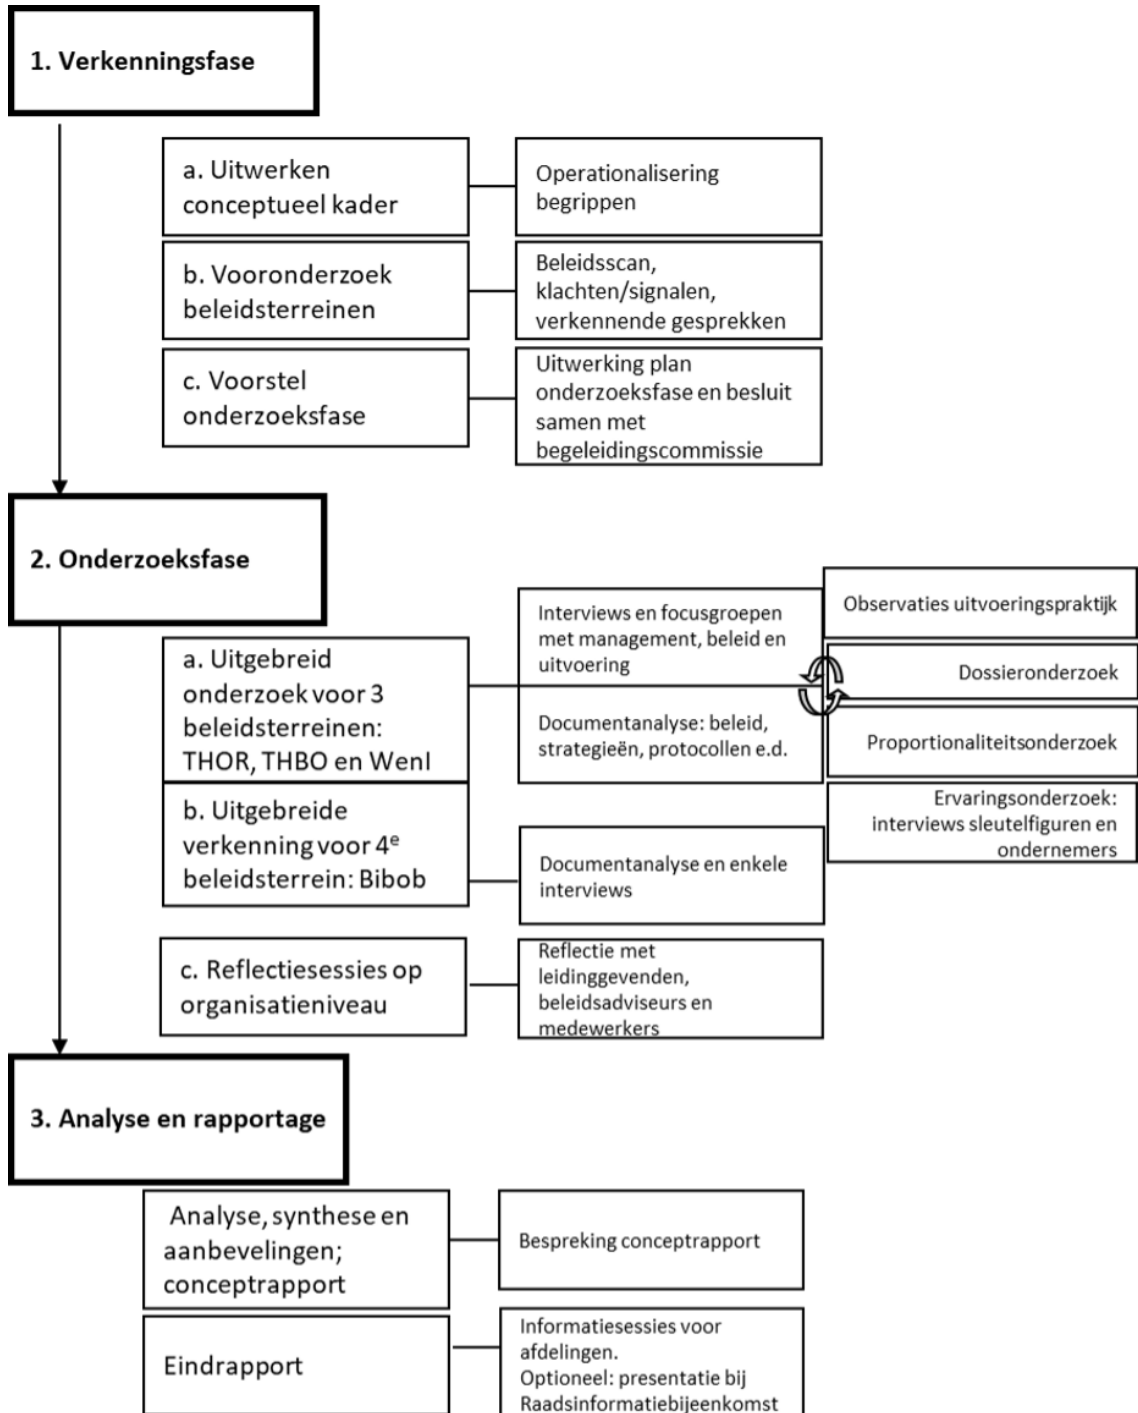 1. Verkenningsfase
a. Uitwerken
conceptueel kader
Operationalisering
begrippen
b. Vooronderzoek
beleidsterreinen
Beleidsscan,
klachten/signalen,
verkennende gesprekken
c. Voorstel
onderzoeksfase
Uitwerking plan
onderzoeksfase en besluit
samen met
begeleidingscommissie
2. Onderzoeksfase
a. Uitgebreid
onderzoek voor 3
beleidsterreinen:
THOR, THBO en WenI
Interviews en focusgroepen
met management, beleid en
uitvoering
Documentanalyse: beleid,
strategieën, protocollen e.d.
Observaties uitvoeringspraktijk
Dossieronderzoek
Proportionaliteitsonderzoek
Ervaringsonderzoek:
interviews sleutelfiguren en
ondernemers
b. Uitgebreide
verkenning voor 4e
beleidsterrein: Bibob
Documentanalyse en enkele
interviews
c. Reflectiesessies op
organisatieniveau
Reflectie met
leidinggevenden,
beleidsadviseurs en
medewerkers
3. Analyse en rapportage
Analyse, synthese en
aanbevelingen;
conceptrapport
Bespreking conceptrapport
Eindrapport
Informatiesessies voor
afdelingen.
Optioneel: presentatie bij
Raadsinformatiebijeenkomst